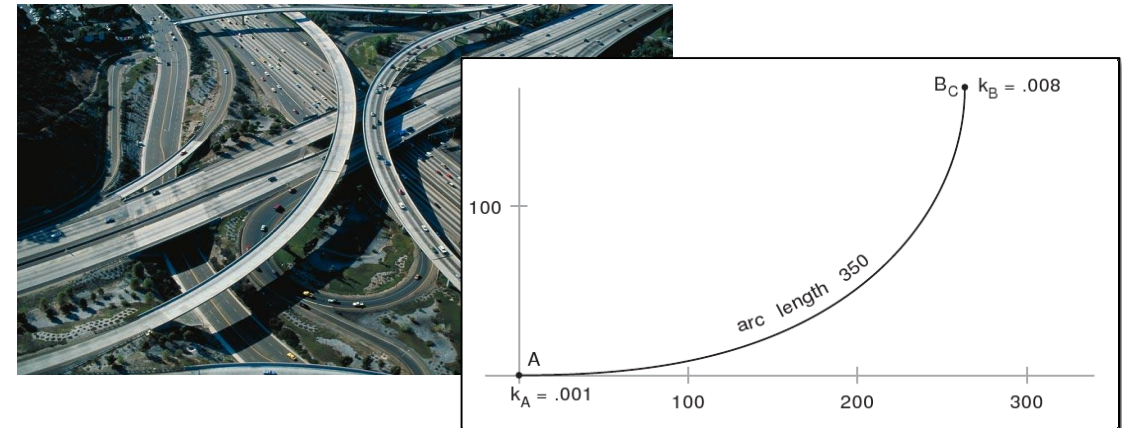 B_C k_B = .008
100
arc length 350
A
k_A = .001
100 200 300